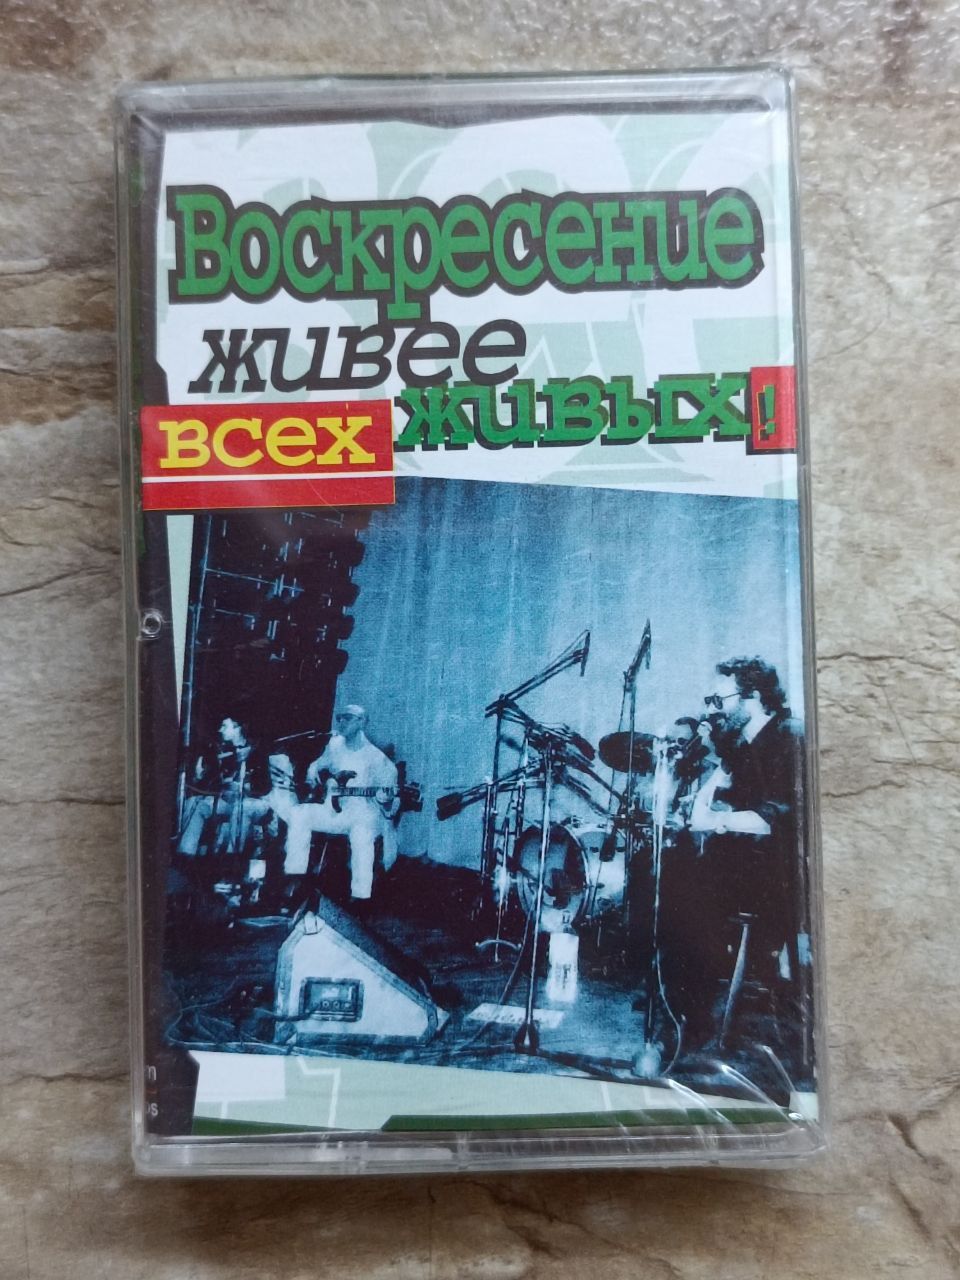 Воскресение
живее
всех живых!